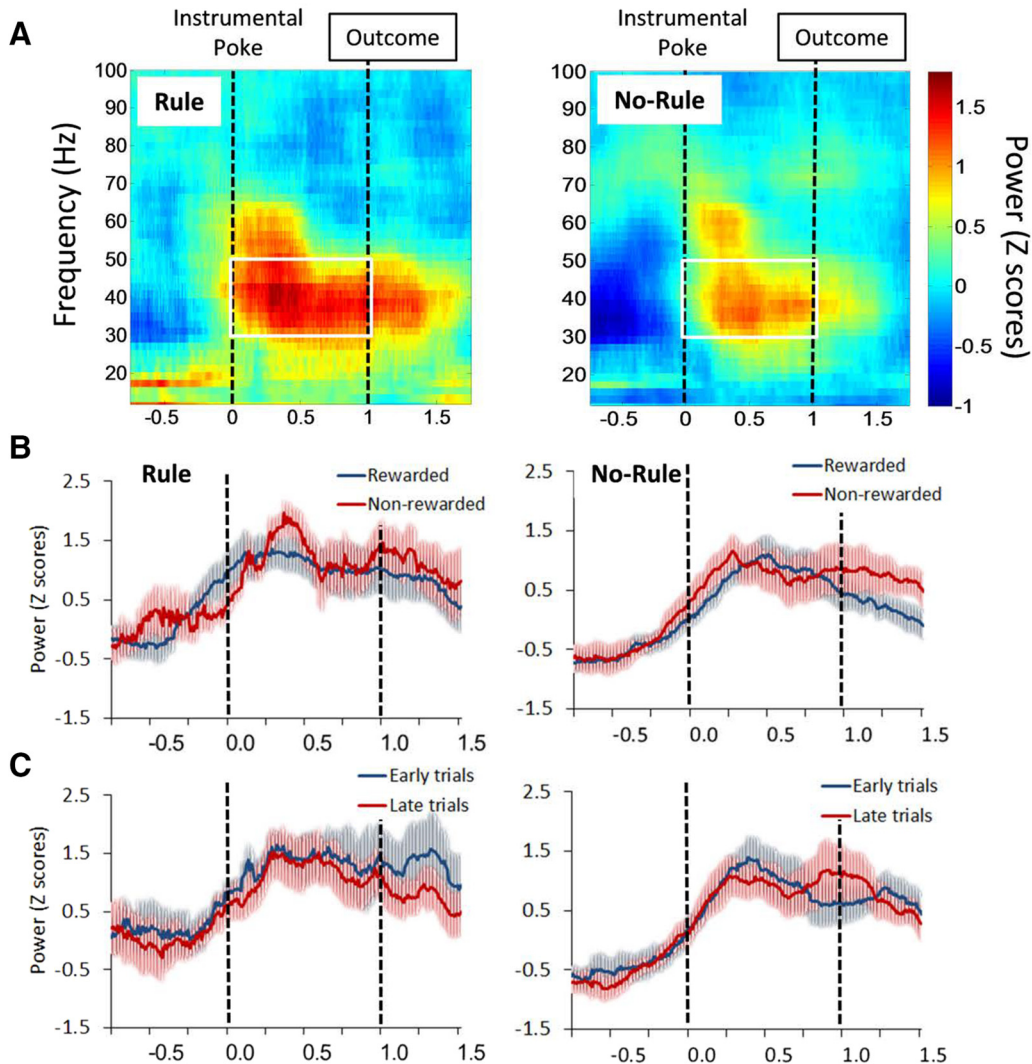 A
Instrumental
Poke
Outcome
Instrumental
Poke
Outcome
Rule
No-Rule
Frequency (Hz)
100
90
80
70
60
50
40
30
20
-0.5 0 0.5 1 1.5
100
90
80
70
60
50
40
30
20
-0.5 0 0.5 1 1.5
1.5
1
0.5
0
-0.5
-1
Power (Z scores)
B
Rule
Rewarded
Non-rewarded
Power (Z scores)
2.5
1.5
0.5
-0.5
-1.5
-0.5 0.0 0.5 1.0 1.5
No-Rule
Rewarded
Non-rewarded
2.5
1.5
0.5
-0.5
-1.5
-0.5 0.0 0.5 1.0 1.5
C
Early trials
Late trials
Power (Z scores)
2.5
1.5
0.5
-0.5
-1.5
-0.5 0.0 0.5 1.0 1.5
Early trials
Late trials
2.5
1.5
0.5
-0.5
-1.5
-0.5 0.0 0.5 1.0 1.5